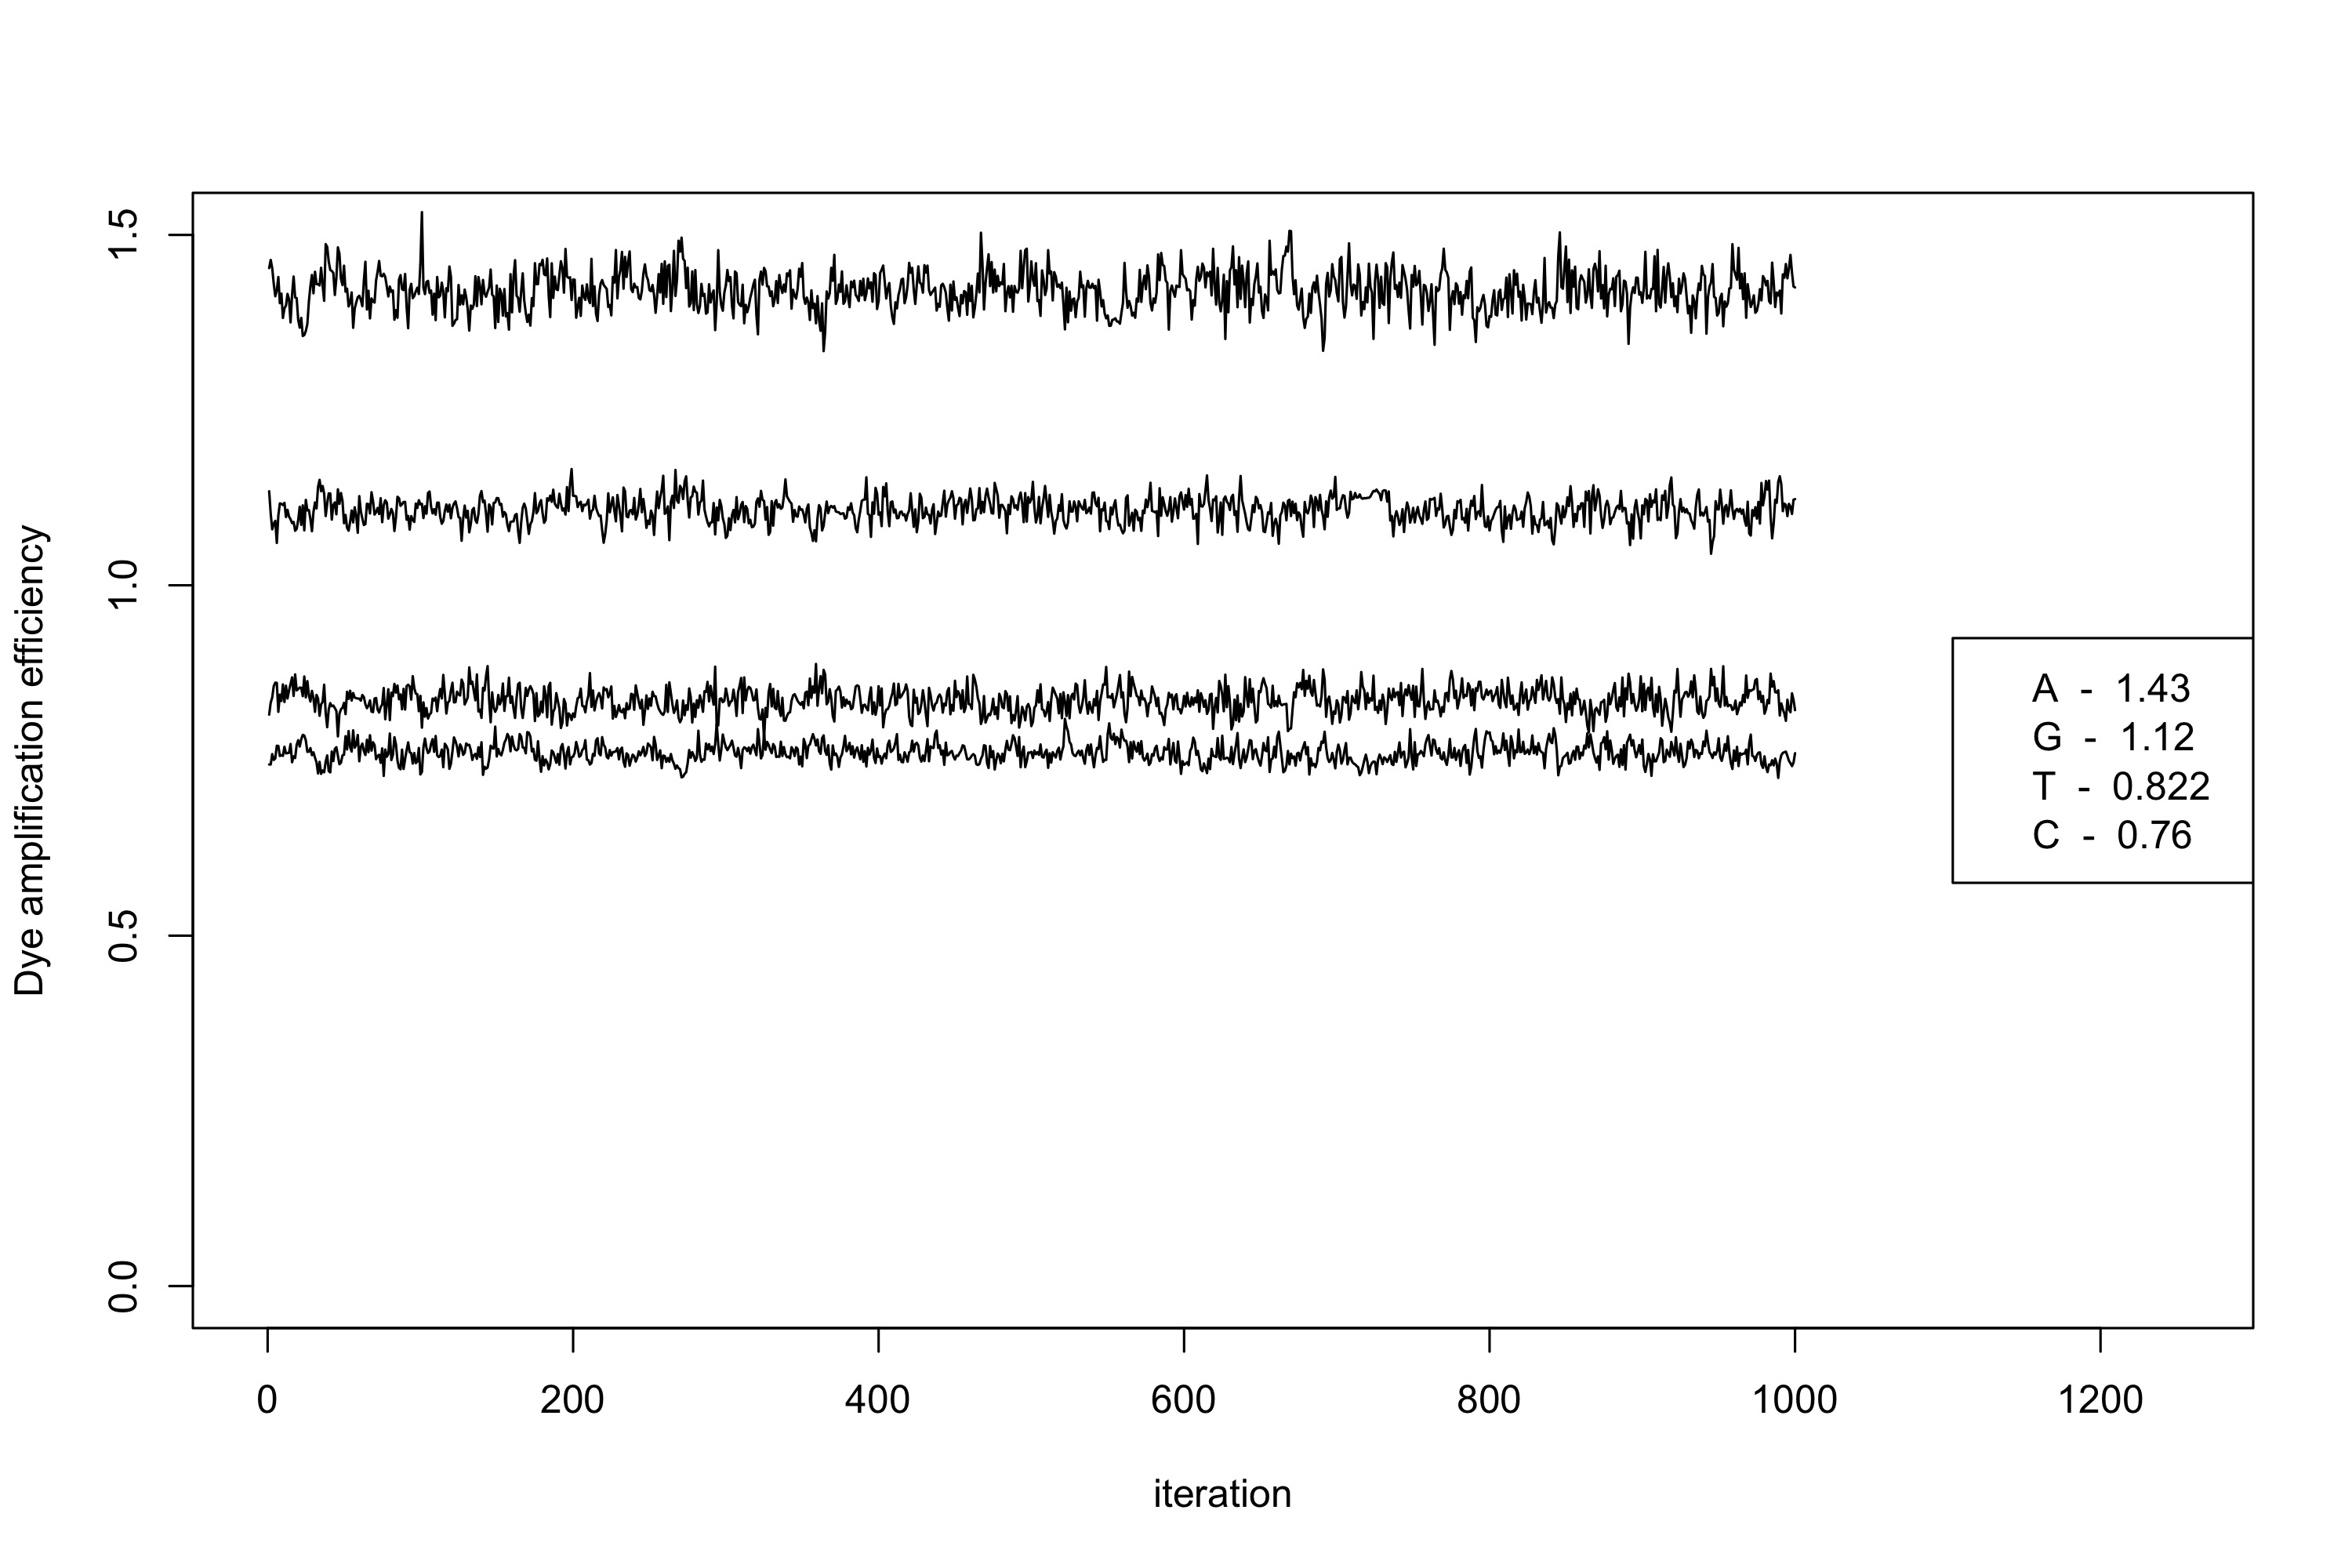 Dye amplification efficiency
1.5
1.0
0.5
0.0
A - 1.43
G - 1.12
T - 0.822
C - 0.76
0 200 400 600 800 1000 1200
iteration